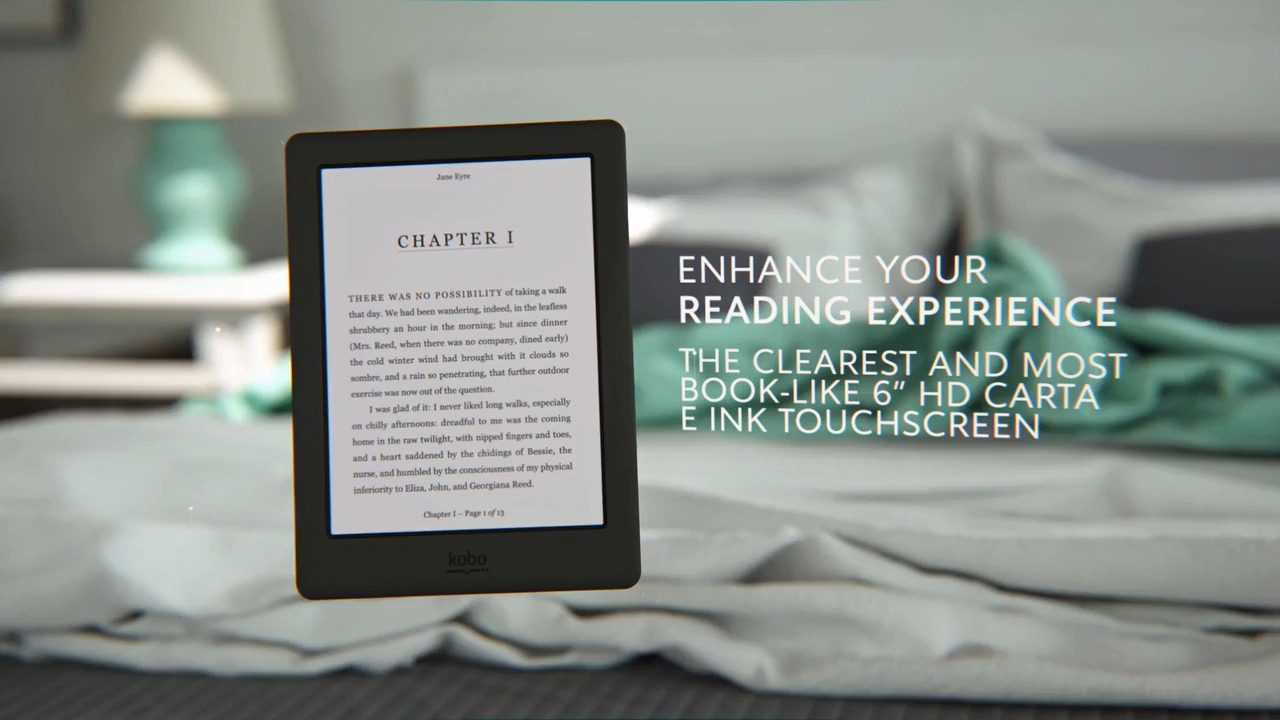 Jane Eyre
CHAPTER I
THERE WAS NO POSSIBILITY of taking a walk
that day. We had been wandering, indeed, in the leafless
shrubbery an hour in the morning; but since dinner
(Mrs. Reed, when there was no company, dined early)
the cold winter wind had brought with it clouds so
sombre, and a rain so penetrating, that further outdoor
exercise was now out of the question.
I was glad of it: I never liked long walks, especially
on chilly afternoons: dreadful to me was the coming
home in the raw twilight, with nipped fingers and toes,
and a heart saddened by the chidings of Bessie, the
nurse, and humbled by the consciousness of my physical
inferiority to Eliza, John, and Georgiana Reed.
Chapter I – Page 1 of 13
kobo
ENHANCE YOUR
READING EXPERIENCE
THE CLEAREST AND MOST
BOOK-LIKE 6” HD CARTA
E INK TOUCHSCREEN